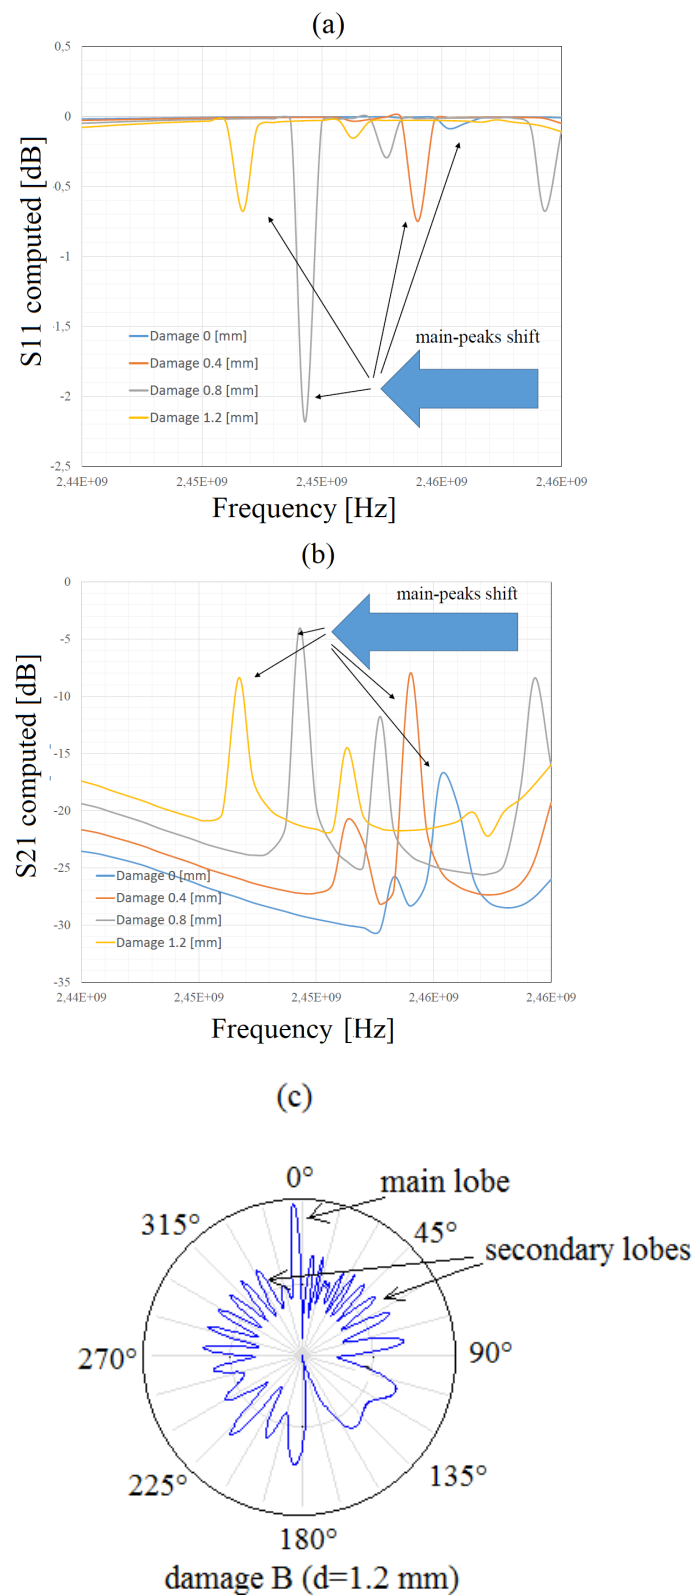 (a)
0,5
0
-0,5
-1
-1,5
-2
-2,5
S11 computed [dB]
main-peaks shift
Damage 0 [mm]
Damage 0.4 [mm]
Damage 0.8 [mm]
Damage 1.2 [mm]
2,44E+09 2,45E+09 2,45E+09 2,46E+09 2,46E+09
Frequency [Hz]
(b)
0
-5
-10
-15
-20
-25
-30
-35
S21 computed [dB]
main-peaks shift
Damage 0 [mm]
Damage 0.4 [mm]
Damage 0.8 [mm]
Damage 1.2 [mm]
2,44E+09 2,45E+09 2,45E+09 2,46E+09 2,46E+09
Frequency [Hz]
(c)
0°
main lobe
315°
45°
secondary lobes
270°
90°
225°
135°
180°
damage B (d=1.2 mm)